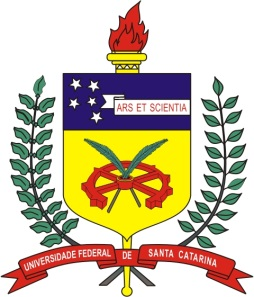 ARS ET SCIENTIA
UNIVERSIDADE FEDERAL DE SANTA CATARINA